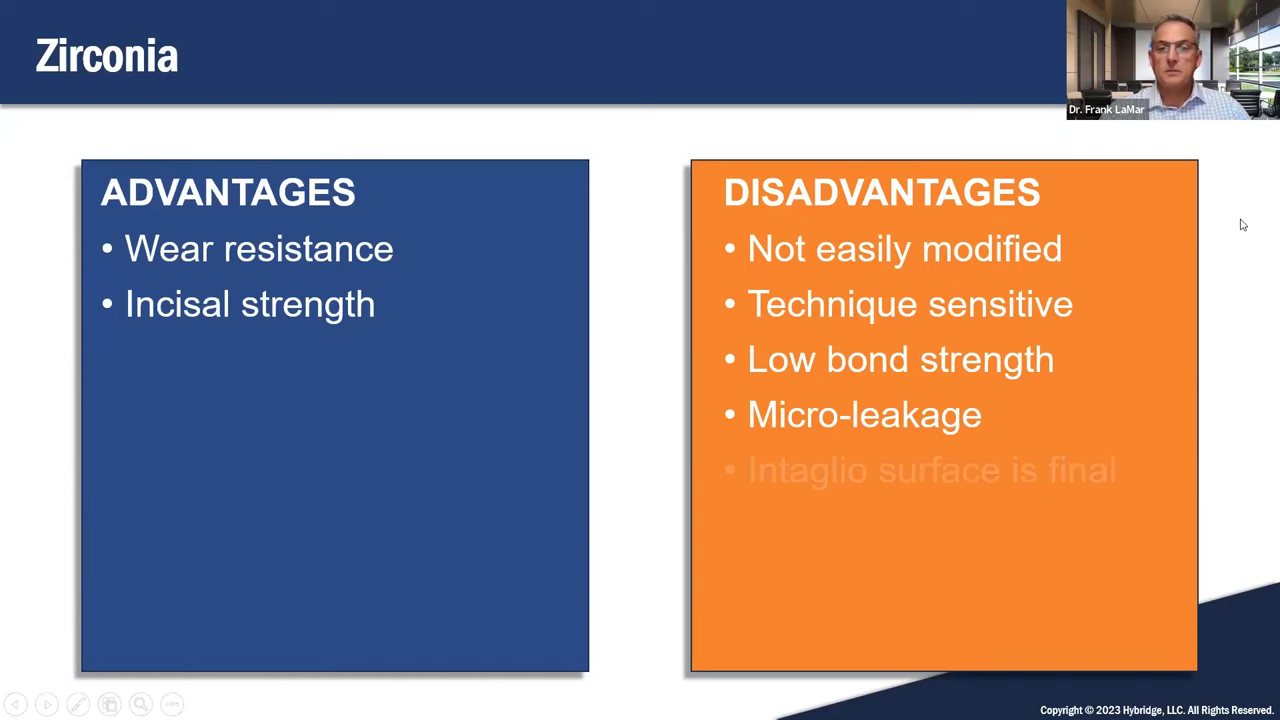 Zirconia
Dr. Frank LaMar
ADVANTAGES
• Wear resistance
• Incisal strength
DISADVANTAGES
• Not easily modified
• Technique sensitive
• Low bond strength
• Micro-leakage
• Intaglio surface is final
Copyright © 2023 Hybridge, LLC. All Rights Reserved.